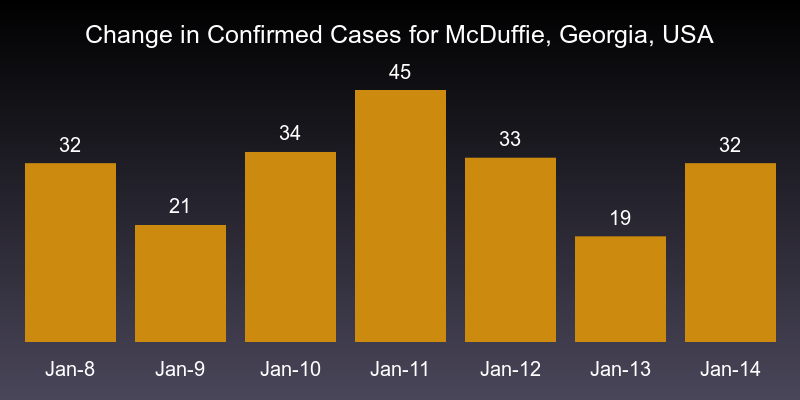 Change in Confirmed Cases for McDuffie, Georgia, USA
32
21
34
45
33
19
32
Jan-8
Jan-9
Jan-10
Jan-11
Jan-12
Jan-13
Jan-14